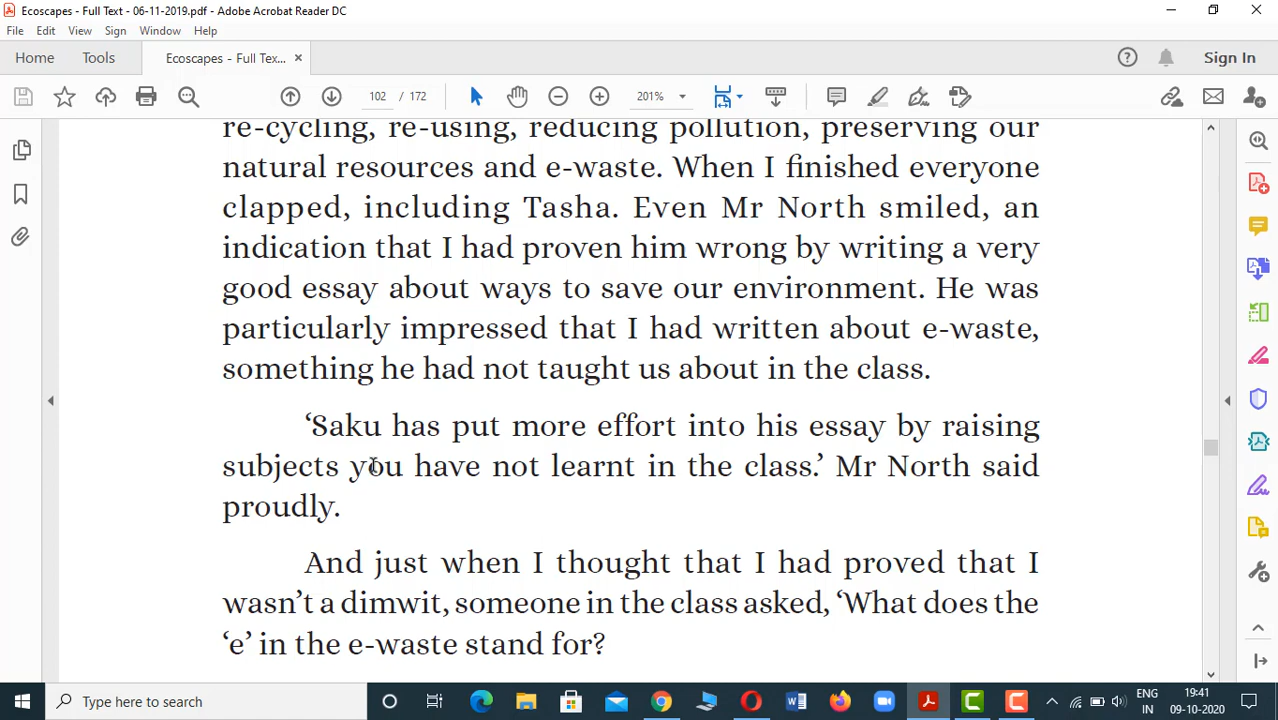 Ecoscapes - Full Text - 06-11-2019.pdf - Adobe Acrobat Reader DC
File Edit View Sign Window Help
Home Tools Ecoscapes - Full Tex... × Sign In
102 / 172 201%
re-cycling, re-using, reducing pollution, preserving our
natural resources and e-waste. When I finished everyone
clapped, including Tasha. Even Mr North smiled, an
indication that I had proven him wrong by writing a very
good essay about ways to save our environment. He was
particularly impressed that I had written about e-waste,
something he had not taught us about in the class.
‘Saku has put more effort into his essay by raising
subjects you have not learnt in the class.’ Mr North said
proudly.
And just when I thought that I had proved that I
wasn’t a dimwit, someone in the class asked, ‘What does the
‘e’ in the e-waste stand for?
Type here to search ENG 19:41
IN 09-10-2020